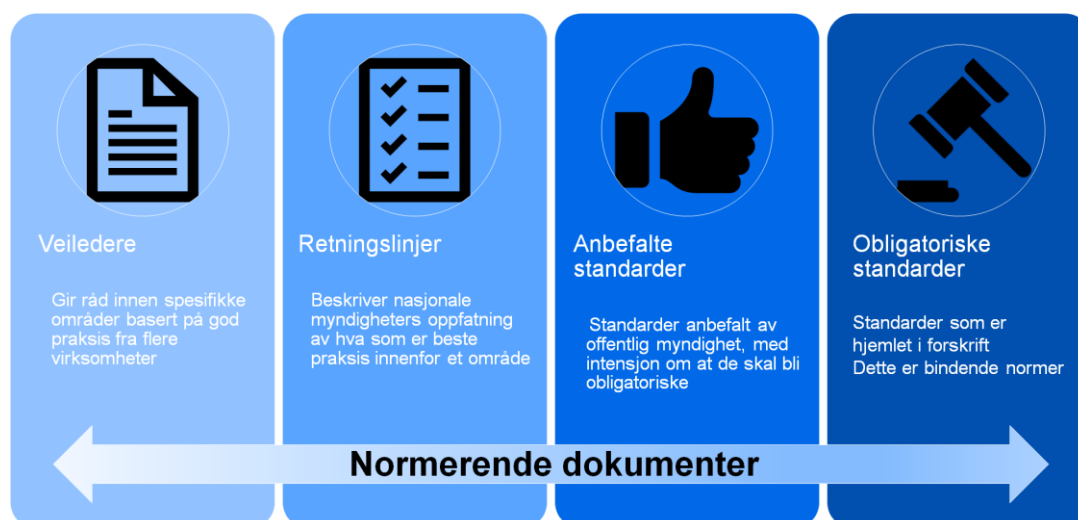 Veiledere
Gir råd innen spesifikke
områder basert på god
praksis fra flere
virksomheter
Retningslinjer
Beskriver nasjonale
myndigheters oppfatning
av hva som er beste
praksis innenfor et område
Anbefalte
standarder
Standarder anbefalt av
offentlig myndighet, med
intensjon om at de skal bli
obligatoriske
Obligatoriske
standarder
Standarder som er
hjemlet i forskrift
Dette er bindende normer
Normerende dokumenter